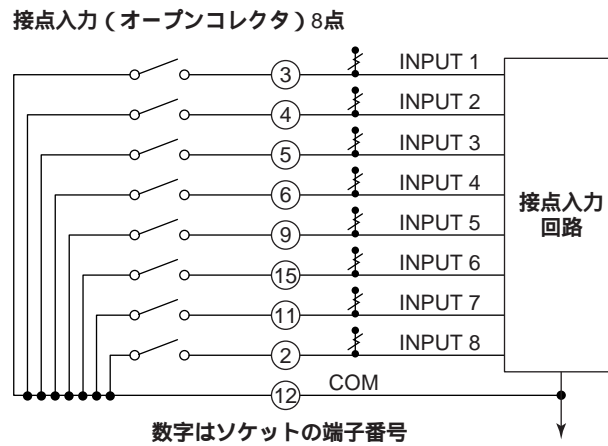 接点入力（オープンコレクタ）8点
3 INPUT 1
4 INPUT 2
5 INPUT 3
6 INPUT 4
9 INPUT 5
15 INPUT 6
11 INPUT 7
2 INPUT 8
12 COM
接点入力
回路
数字はソケットの端子番号